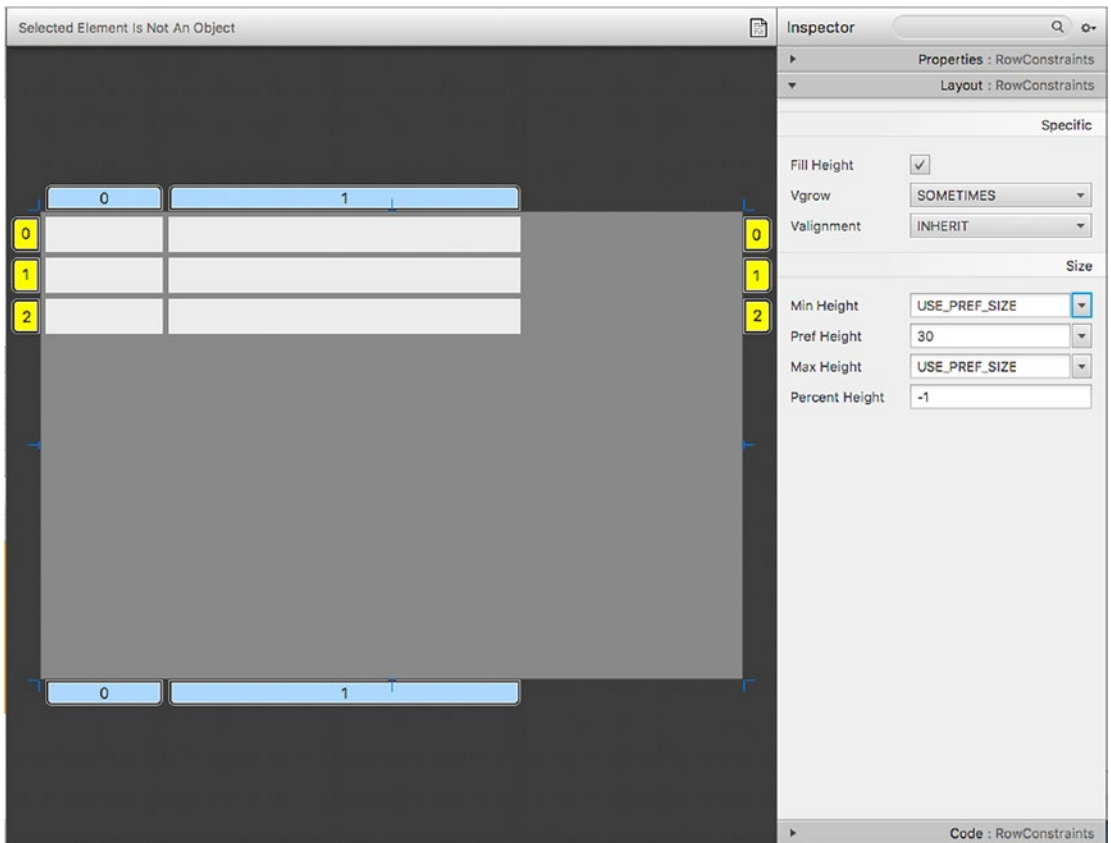 Selected Element Is Not An Object
Inspector
Properties : RowConstraints
Layout : RowConstraints
Specific
Fill Height
Vgrow SOMETIMES
Valignment INHERIT
Size
Min Height USE_PREF_SIZE
Pref Height 30
Max Height USE_PREF_SIZE
Percent Height -1
0 1
0 0
1 1
2 2
0 1
Code : RowConstraints